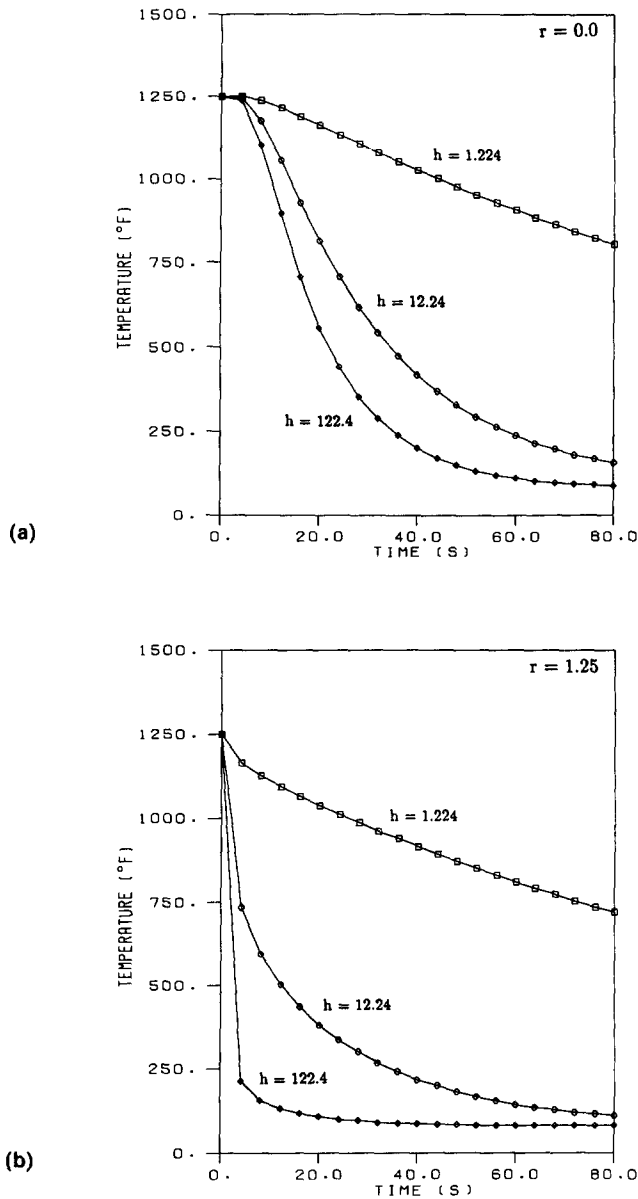 1500.
r = 0.0
1250.
h = 1.224
1000.
TEMPERATURE (°F)
750.
h = 12.24
500.
h = 122.4
250.
0.
(a)
0. 20.0 40.0 60.0 80.0
TIME (S)
1500.
r = 1.25
1250.
1000.
h = 1.224
TEMPERATURE (°F)
750.
500.
h = 12.24
250.
h = 122.4
0.
(b)
0. 20.0 40.0 60.0 80.0
TIME (S)